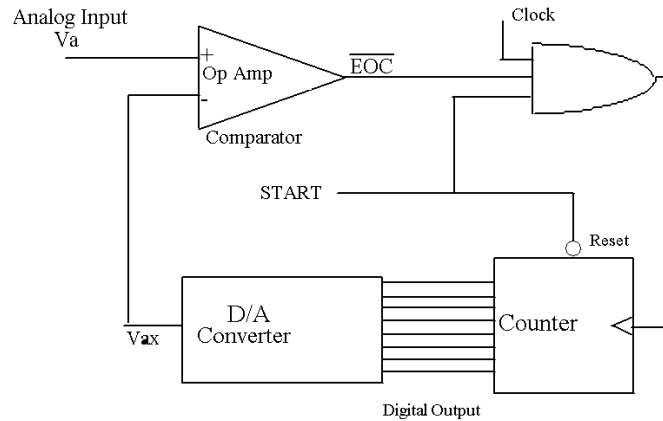 Analog Input
Va
Clock
+
Op Amp
-
EOC
Comparator
START
Reset
D/A
Converter
Counter
Vax
Digital Output